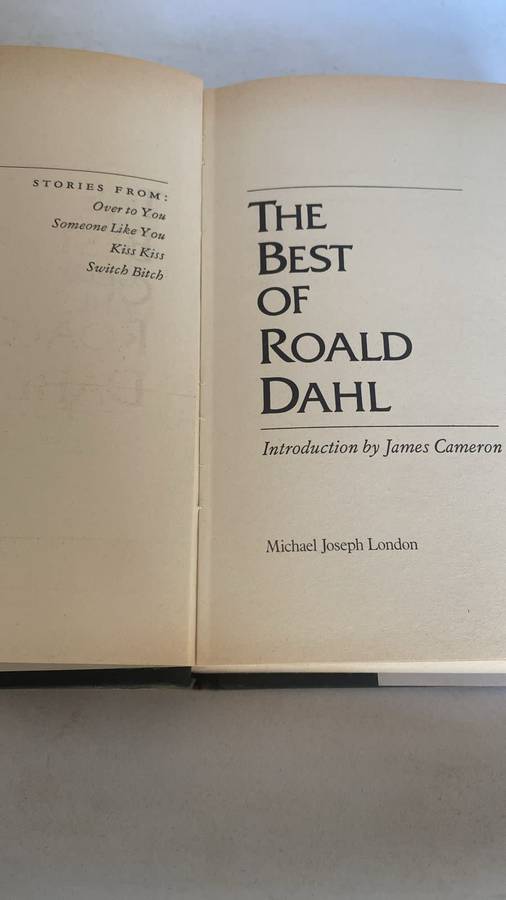 STORIES FROM:
Over to You
Someone Like You
Kiss Kiss
Switch Bitch
THE
BEST
OF
ROALD
DAHL
Introduction by James Cameron
Michael Joseph London